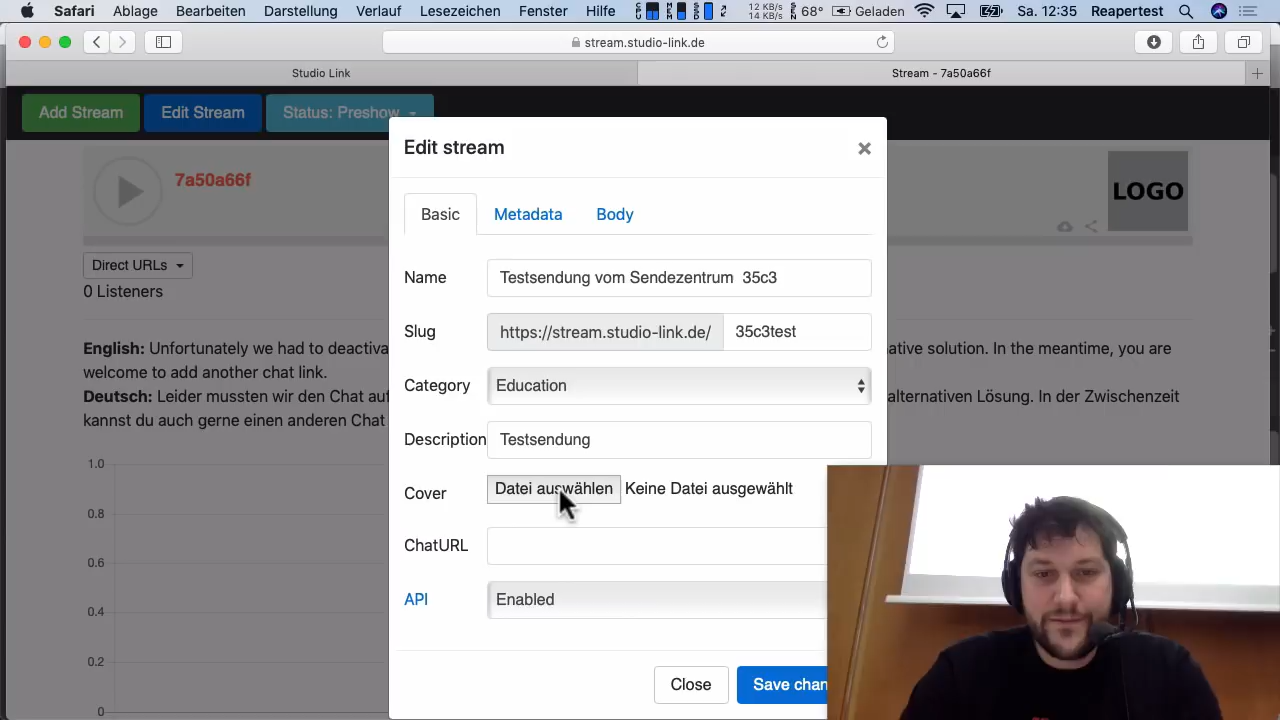 Safari Ablage Bearbeiten Darstellung Verlauf Lesezeichen Fenster Hilfe 12 KB/s 14 KB/s 68° Geladen Sa. 12:35 Reapertest
stream.studio-link.de
Studio Link Stream - 7a50a66f
Add Stream Edit Stream Status: Preshow
Edit stream ×
7a50a66f LOGO
Basic Metadata Body
Direct URLs
0 Listeners
Name Testsendung vom Sendezentrum 35c3
Slug https://stream.studio-link.de/ 35c3test
English: Unfortunately we had to deactiva ative solution. In the meantime, you are
welcome to add another chat link.
Deutsch: Leider mussten wir den Chat auf alternativen Lösung. In der Zwischenzeit
kannst du auch gerne einen anderen Chat
Category Education
Description Testsendung
Cover Datei auswählen Keine Datei ausgewählt
ChatURL
API Enabled
Close Save chan
1.0
0.8
0.6
0.4
0.2
0